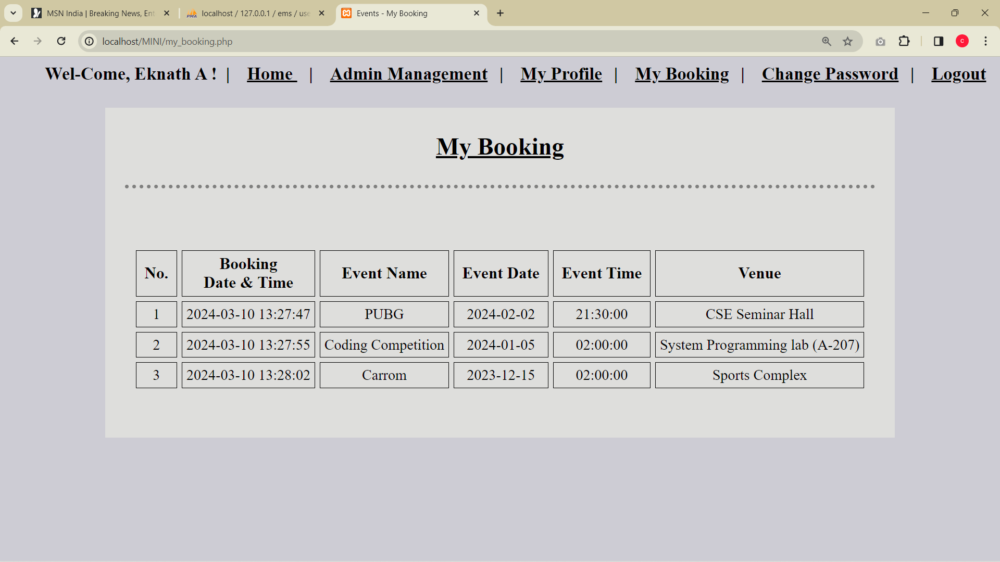 MSN India | Breaking News, Ent
localhost / 127.0.0.1 / ems / use
Events - My Booking
localhost/MINI/my_booking.php
C
Wel-Come, Eknath A ! | Home | Admin Management | My Profile | My Booking | Change Password | Logout
My Booking
No. Booking Event Name Event Date Event Time Venue
Date & Time
1 2024-03-10 13:27:47 PUBG 2024-02-02 21:30:00 CSE Seminar Hall
2 2024-03-10 13:27:55 Coding Competition 2024-01-05 02:00:00 System Programming lab (A-207)
3 2024-03-10 13:28:02 Carrom 2023-12-15 02:00:00 Sports Complex